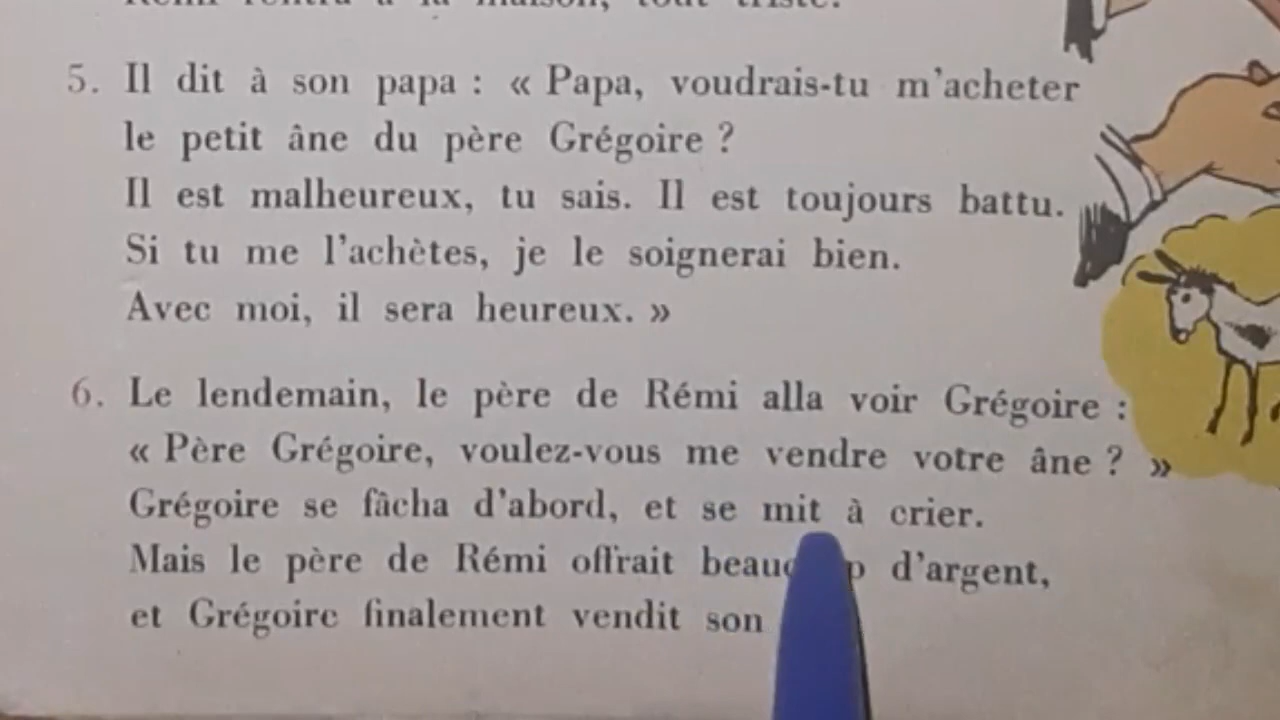 5. Il dit à son papa : « Papa, voudrais-tu m'acheter
le petit âne du père Grégoire ?
Il est malheureux, tu sais. Il est toujours battu.
Si tu me l'achètes, je le soignerai bien.
Avec moi, il sera heureux. »
6. Le lendemain, le père de Rémi alla voir Grégoire :
« Père Grégoire, voulez-vous me vendre votre âne ? »
Grégoire se fâcha d'abord, et se mit à crier.
Mais le père de Rémi offrait d'argent,
et Grégoire finalement vendit son